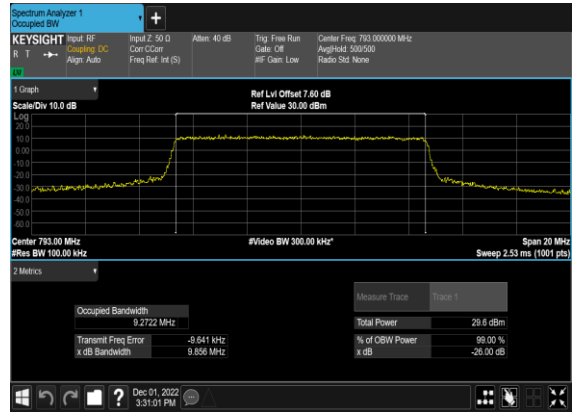 Spectrum Analyzer 1
Occupied BW
+
KEYSIGHT
R T
Input: RF
Coupling: DC
Align: Auto
Input Z: 50 Ω
Corr CCorr
Freq Ref: Int (S)
Atten: 40 dB
Trig: Free Run
Gate: Off
#IF Gain: Low
Center Freq: 793.000000 MHz
Avg|Hold: 500/500
Radio Std: None
1 Graph
Scale/Div 10.0 dB
Ref Lvl Offset 7.60 dB
Ref Value 30.00 dBm
Log
20.0
10.0
0.00
-10.0
-20.0
-30.0
-40.0
-50.0
-60.0
Center 793.00 MHz
#Res BW 100.00 kHz
#Video BW 300.00 kHz*
Span 20 MHz
Sweep 2.53 ms (1001 pts)
2 Metrics
Measure Trace
Trace 1
Occupied Bandwidth
9.2722 MHz
Total Power
29.6 dBm
Transmit Freq Error
-9.641 kHz
% of OBW Power
99.00 %
x dB Bandwidth
9.856 MHz
x dB
-26.00 dB
?
Dec 01, 2022
3:31:01 PM